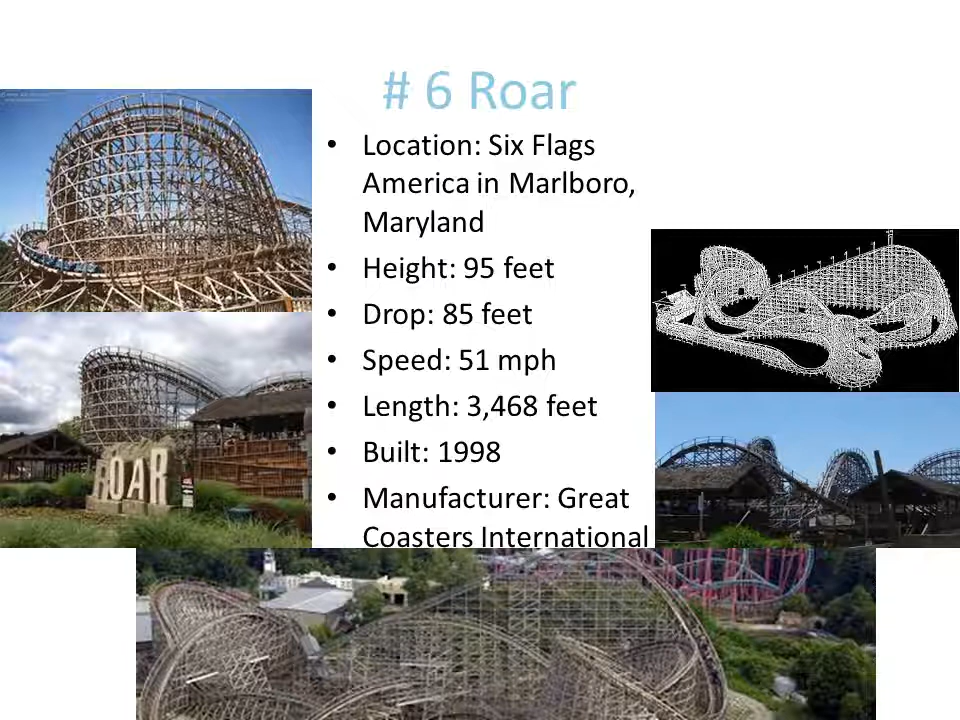 # 6 Roar
• Location: Six Flags
America in Marlboro,
Maryland
• Height: 95 feet
• Drop: 85 feet
• Speed: 51 mph
• Length: 3,468 feet
• Built: 1998
• Manufacturer: Great
Coasters International
ROAR